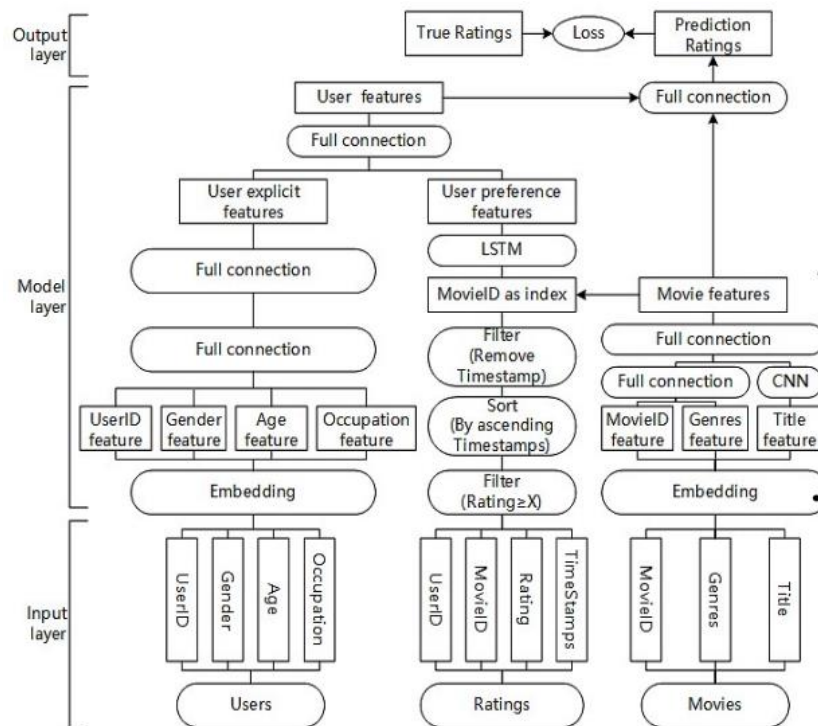 Output
layer
True Ratings
Loss
Prediction
Ratings
User features
Full connection
Full connection
User explicit
features
User preference
features
LSTM
Full connection
Model
layer
MovieID as index
Movie features
Filter
(Remove
Timestamp)
Full connection
Full connection
Full connection
CNN
UserID
feature
Gender
feature
Age
feature
Occupation
feature
Sort
(By ascending
Timestamps)
MovieID
feature
Genres
feature
Title
feature
Embedding
Filter
(Rating≥X)
Embedding
Input
layer
UserID
Gender
Age
Occupation
UserID
MovieID
Rating
TimeStamps
MovieID
Genres
Title
Users
Ratings
Movies